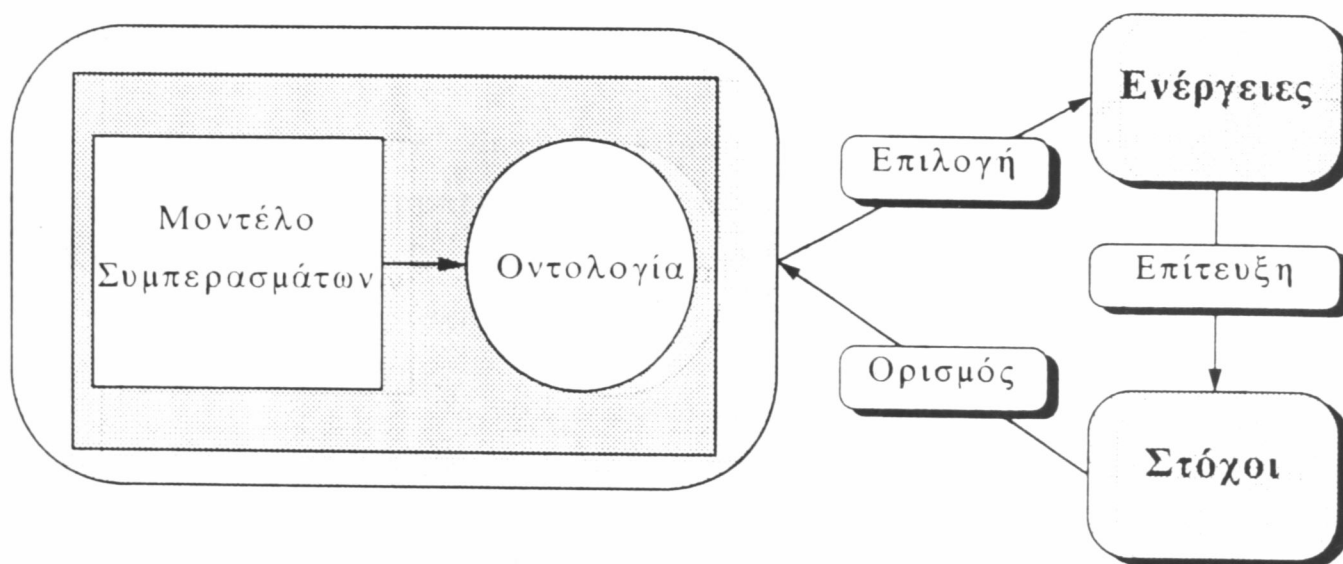 Μοντέλο
Συμπερασμάτων
Οντολογία
Επιλογή
Ορισμός
Ενέργειες
Επίτευξη
Στόχοι